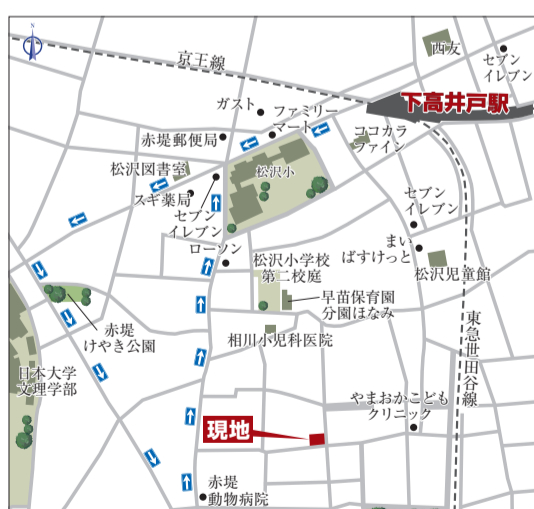 N
京王線
西友
セブン
イレブン
下高井戸駅
ガスト
ファミリー
マート
赤堤郵便局
ココカラ
ファイン
松沢図書室
松沢小
スギ薬局
セブン
イレブン
セブン
イレブン
ローソン
松沢小学校
第二校庭
まい
ばすけっと
松沢児童館
早苗保育園
分園ほなみ
赤堤
けやき公園
相川小児科医院
東急世田谷線
日本大学
文理学部
やまおかこども
クリニック
現地
赤堤
動物病院